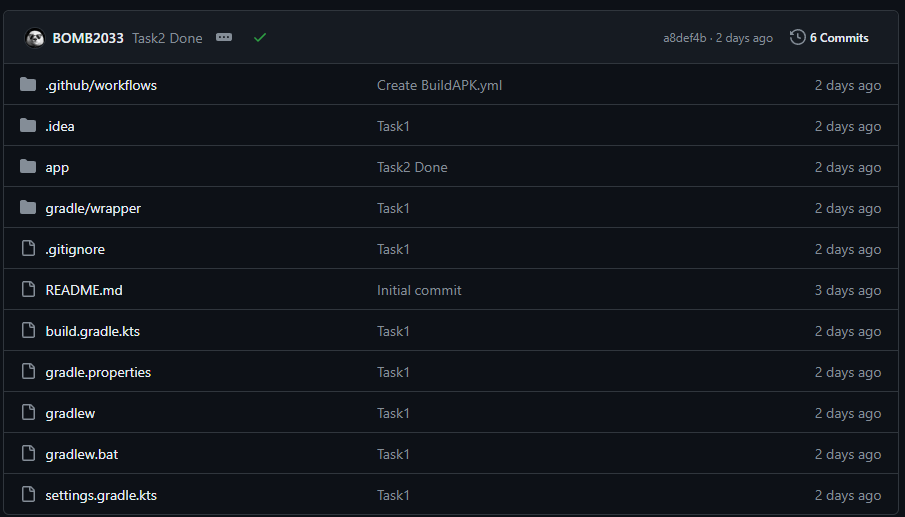 BOMB2033 Task2 Done a8def4b · 2 days ago 6 Commits
.github/workflows Create BuildAPK.yml 2 days ago
.idea Task1 2 days ago
app Task2 Done 2 days ago
gradle/wrapper Task1 2 days ago
.gitignore Task1 2 days ago
README.md Initial commit 3 days ago
build.gradle.kts Task1 2 days ago
gradle.properties Task1 2 days ago
gradlew Task1 2 days ago
gradlew.bat Task1 2 days ago
settings.gradle.kts Task1 2 days ago